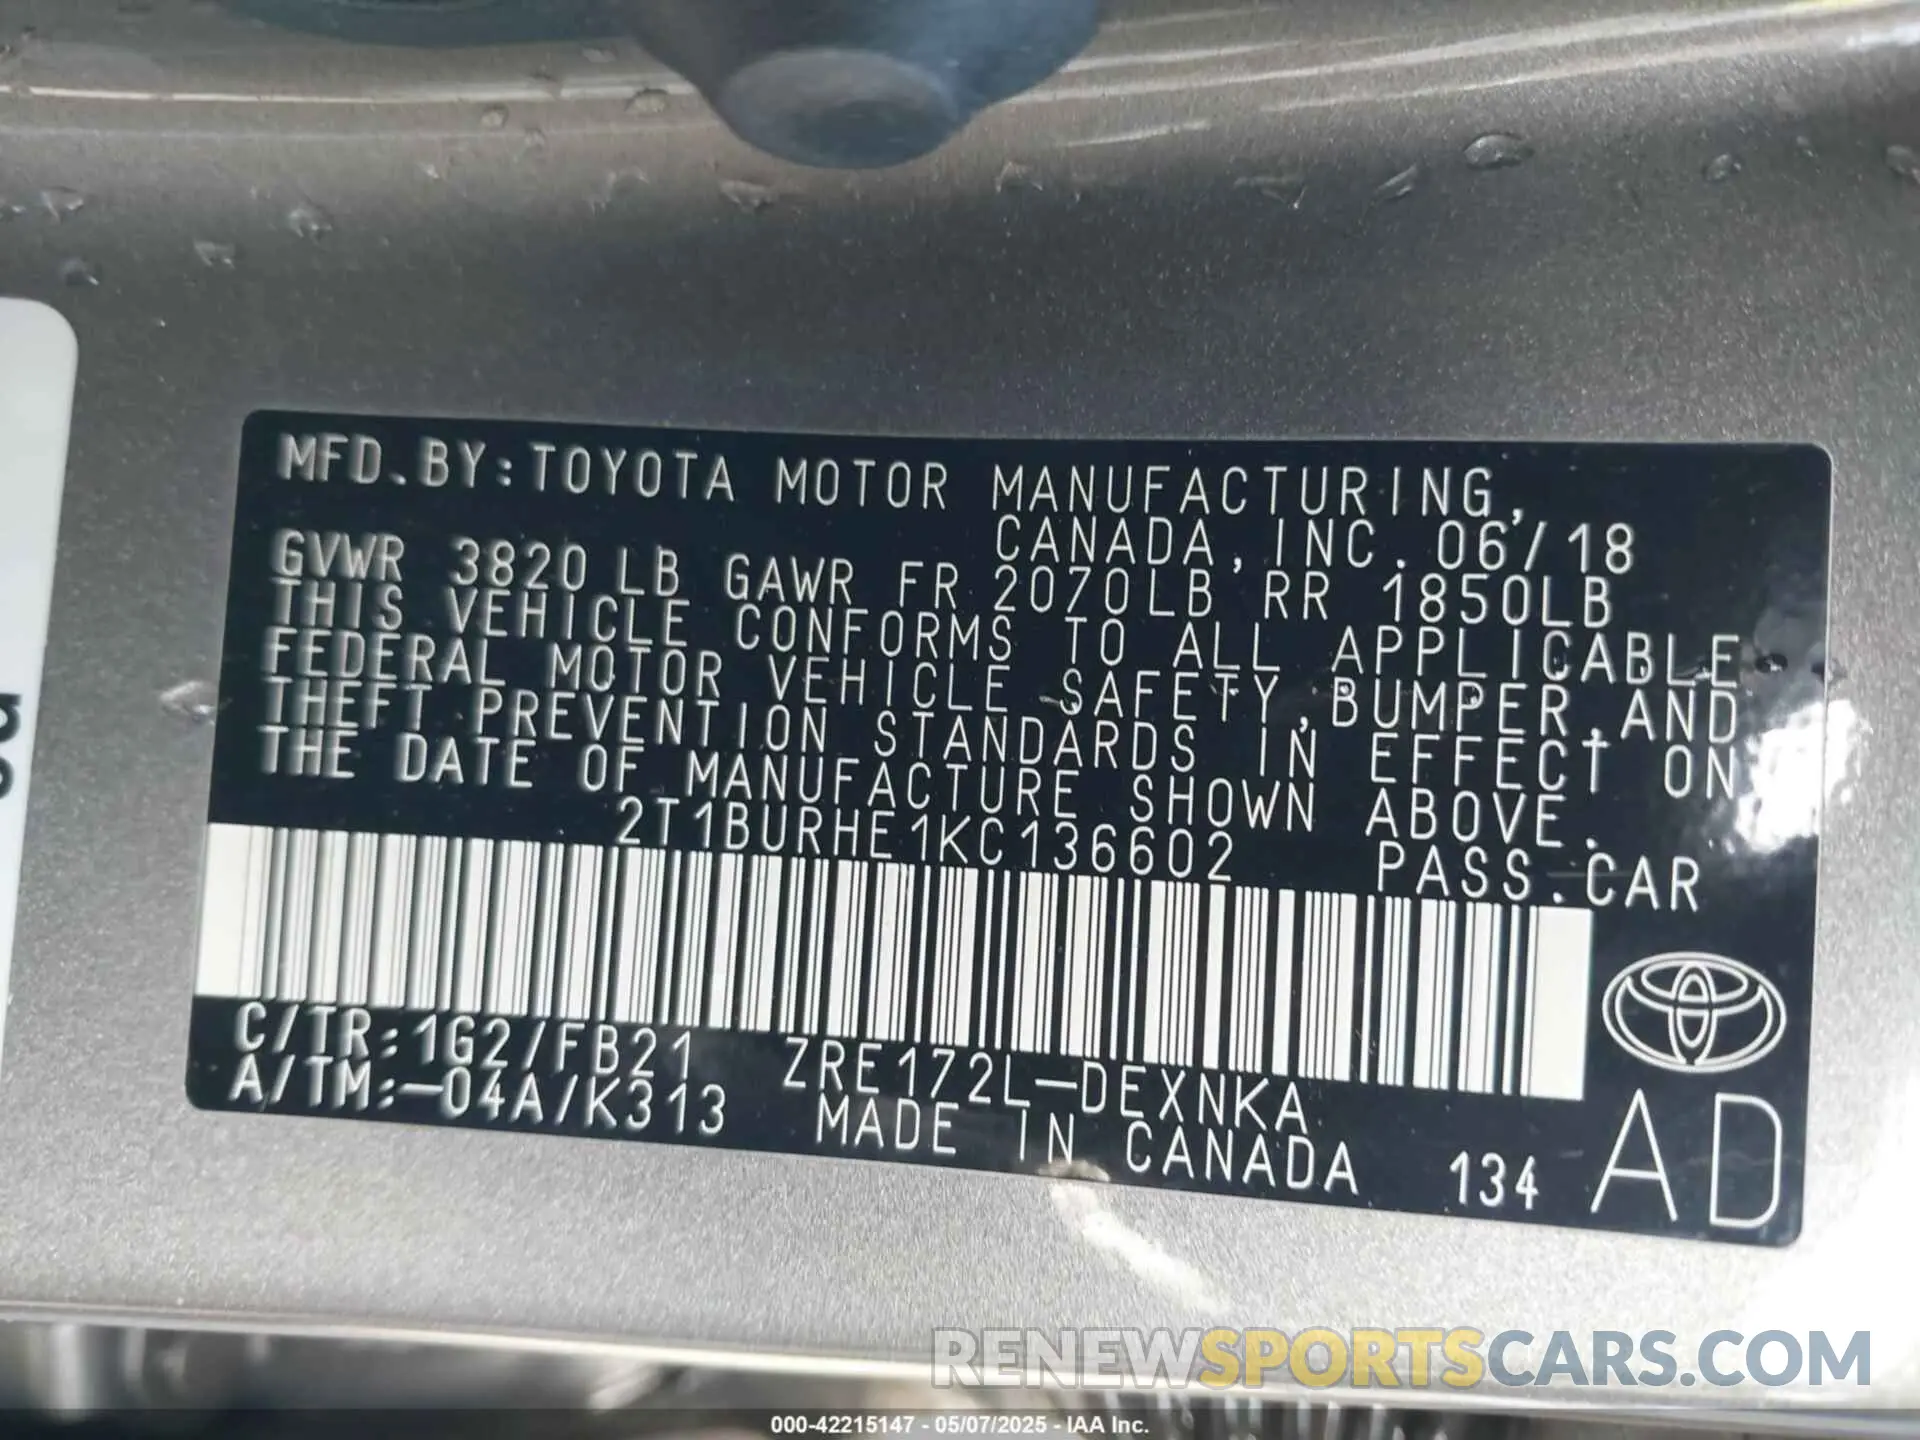 MFD.BY:TOYOTA MOTOR MANUFACTURING,
CANADA,INC. 06/18
GVWR 3820 LB GAWR FR 2070LB RR 1850LB
THIS VEHICLE CONFORMS TO ALL APPLICABLE
FEDERAL MOTOR VEHICLE SAFETY,BUMPER,AND
THEFT PREVENTION STANDARDS IN EFFECT ON
THE DATE OF MANUFACTURE SHOWN ABOVE.
2T1BURHE1KC136602 PASS.CAR
C/TR:1G2/FB21 ZRE172L-DEXNKA
A/TM:-04A/K313 MADE IN CANADA 134 AD
RENEWSPORTSCARS.COM
000-42215147 - 05/07/2025 - IAA Inc.